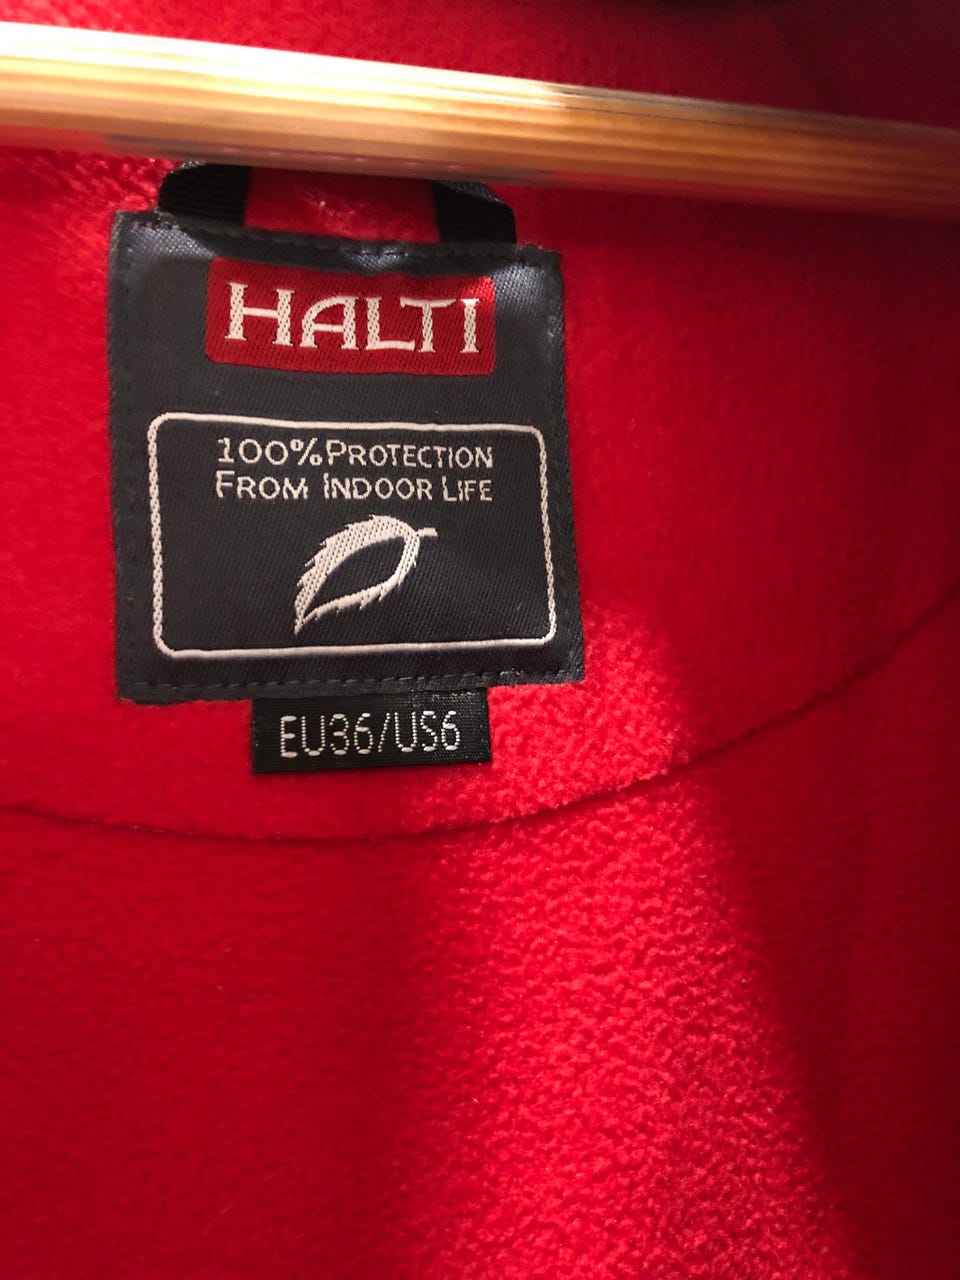 HALTI
100% PROTECTION
FROM INDOOR LIFE
EU36/US6